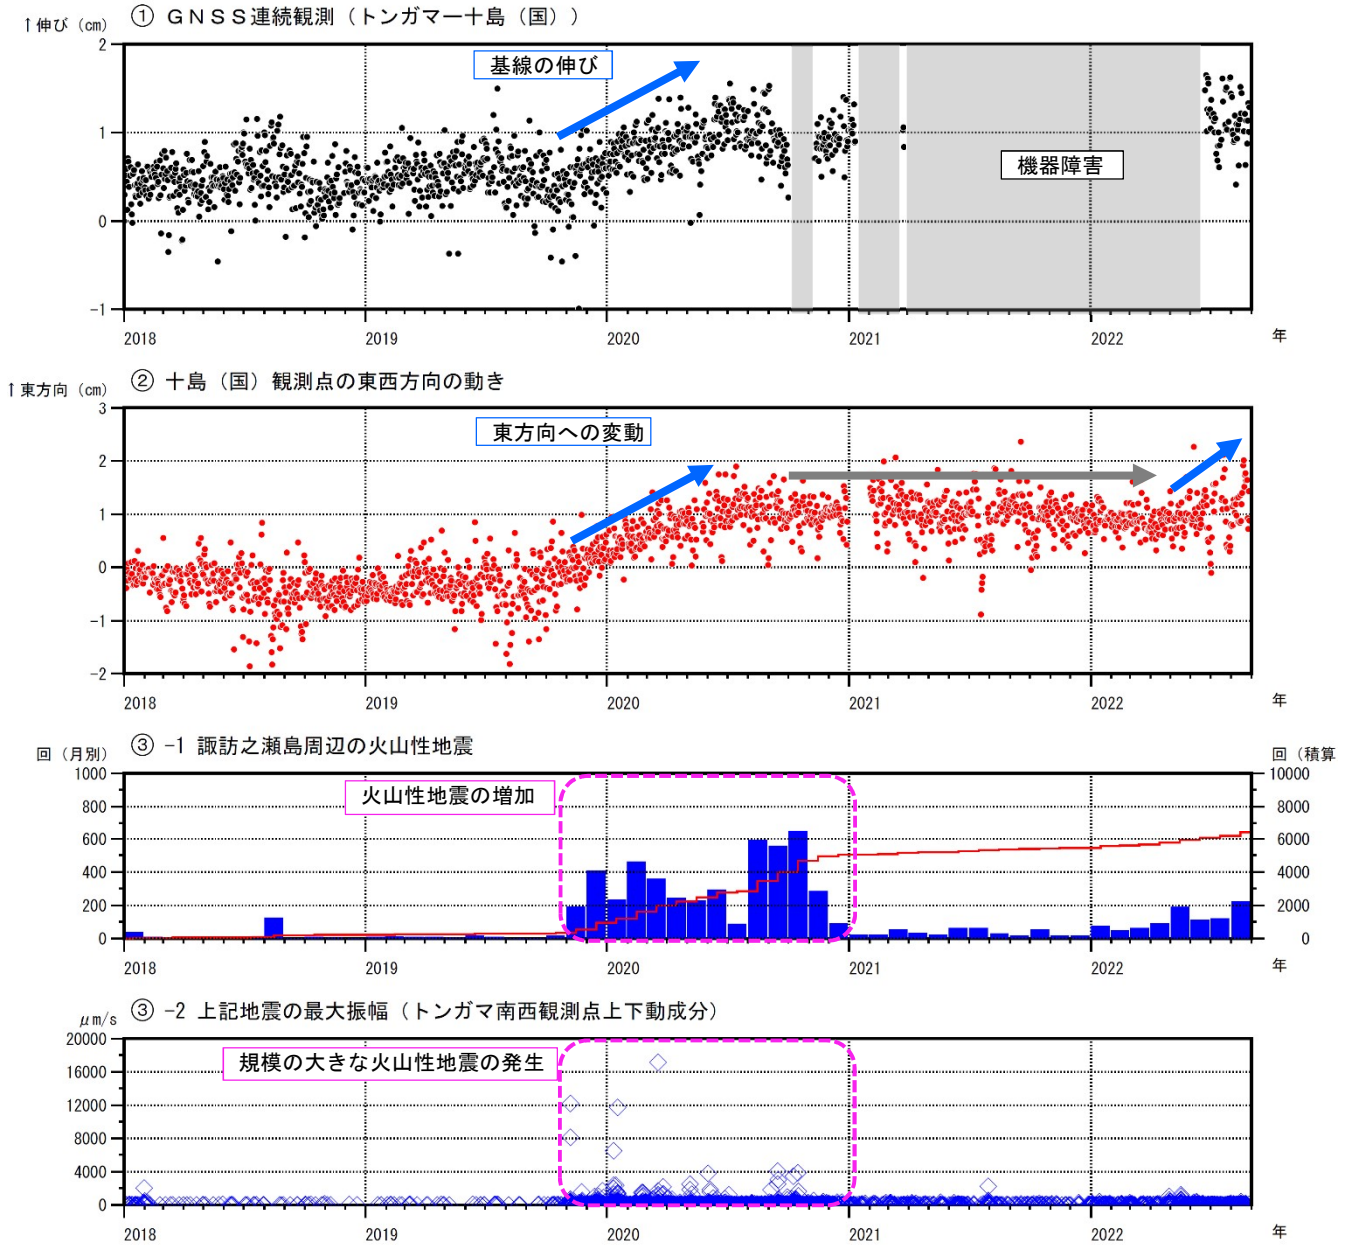 ① ＧＮＳＳ連続観測（トンガマー十島（国））
↑伸び（cm）
基線の伸び
機器障害
2
1
0
-1
2018 2019 2020 2021 2022 年
② 十島（国）観測点の東西方向の動き
↑東方向（cm）
東方向への変動
3
2
1
0
-1
-2
2018 2019 2020 2021 2022 年
③ -1 諏訪之瀬島周辺の火山性地震
回（月別） 回（積算
火山性地震の増加
1000 10000
800 8000
600 6000
400 4000
200 2000
0 0
2018 2019 2020 2021 2022 年
③ -2 上記地震の最大振幅（トンガマ南西観測点上下動成分）
μm/s
規模の大きな火山性地震の発生
20000
16000
12000
8000
4000
0
2018 2019 2020 2021 2022 年